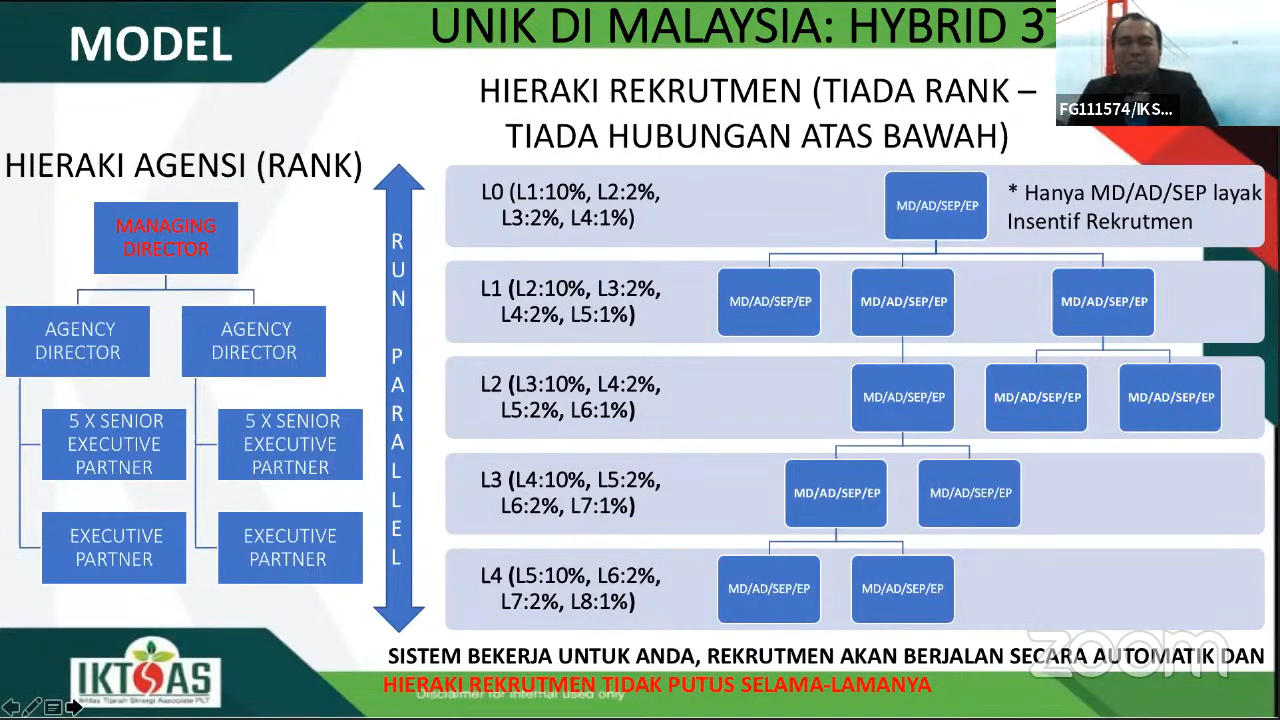 MODEL
UNIK DI MALAYSIA: HYBRID 3
FG111574/IKS...
HIERAKI REKRUTMEN (TIADA RANK –
TIADA HUBUNGAN ATAS BAWAH)
HIERAKI AGENSI (RANK)
MANAGING
DIRECTOR
AGENCY
DIRECTOR
AGENCY
DIRECTOR
5 X SENIOR
EXECUTIVE
PARTNER
5 X SENIOR
EXECUTIVE
PARTNER
EXECUTIVE
PARTNER
EXECUTIVE
PARTNER
RUN PARALLEL
L0 (L1:10%, L2:2%,
L3:2%, L4:1%)
MD/AD/SEP/EP
* Hanya MD/AD/SEP layak
Insentif Rekrutmen
L1 (L2:10%, L3:2%,
L4:2%, L5:1%)
MD/AD/SEP/EP
MD/AD/SEP/EP
MD/AD/SEP/EP
L2 (L3:10%, L4:2%,
L5:2%, L6:1%)
MD/AD/SEP/EP
MD/AD/SEP/EP
MD/AD/SEP/EP
L3 (L4:10%, L5:2%,
L6:2%, L7:1%)
MD/AD/SEP/EP
MD/AD/SEP/EP
L4 (L5:10%, L6:2%,
L7:2%, L8:1%)
MD/AD/SEP/EP
MD/AD/SEP/EP
zoom
SISTEM BEKERJA UNTUK ANDA, REKRUTMEN AKAN BERJALAN SECARA AUTOMATIK DAN
HIERAKI REKRUTMEN TIDAK PUTUS SELAMA-LAMANYA
Disclaimer for internal used only
IKTSAS
Ikhtias Tijarah Sinergi Associate PLT